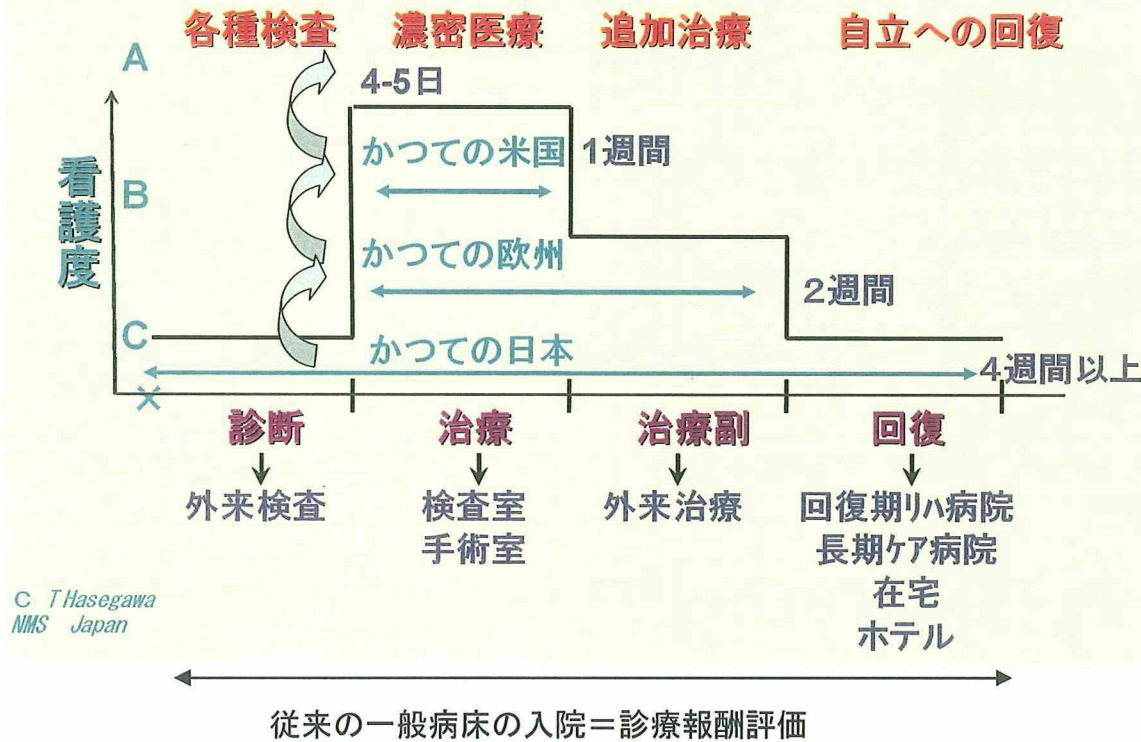 各種検査 濃密医療 追加治療 自立への回復
A
4-5日
かつての米国 1週間
看護度
B
かつての欧州
2週間
C
かつての日本
4週間以上
×
診断 治療 治療副 回復
外来検査 検査室 外来治療 回復期リハ病院
手術室 長期ケア病院
在宅
ホテル
C THasegawa
NMS Japan
従来の一般病床の入院=診療報酬評価